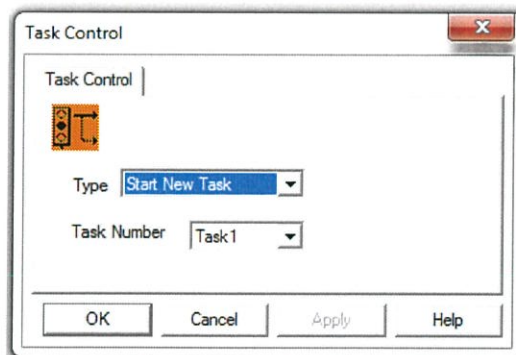 Task Control
Task Control
Type Start New Task
Task Number Task1
OK Cancel Apply Help